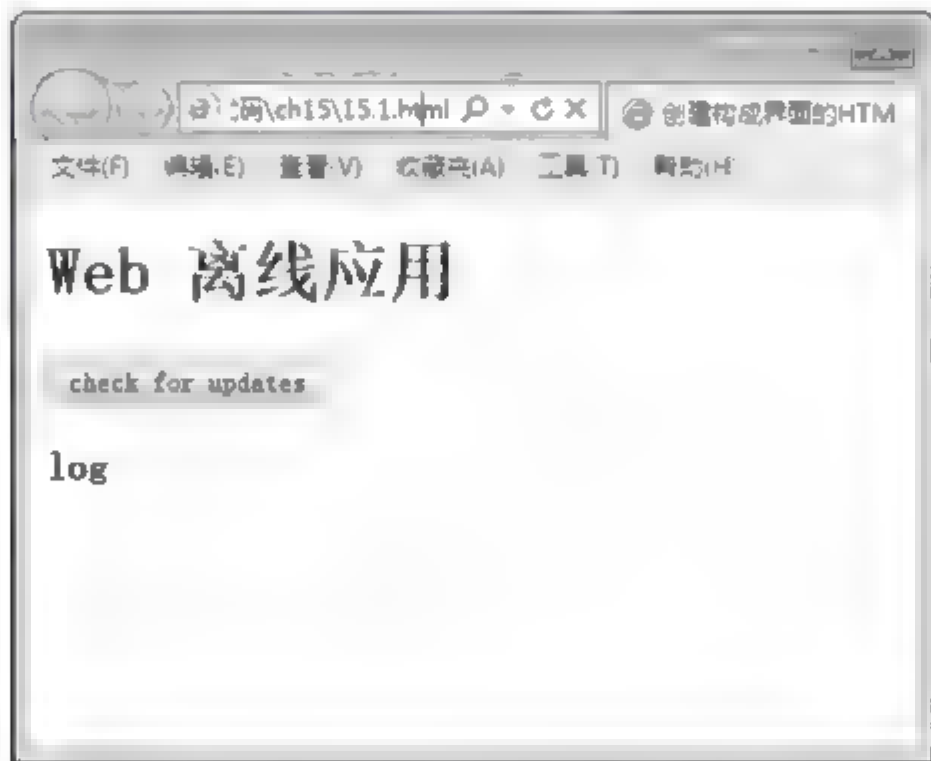 网\ch15\15.1.html
创建构成界面的HTM
文件(F) 编辑(E) 查看(V) 收藏夹(A) 工具(T) 帮助(H)
Web 离线应用
check for updates
log